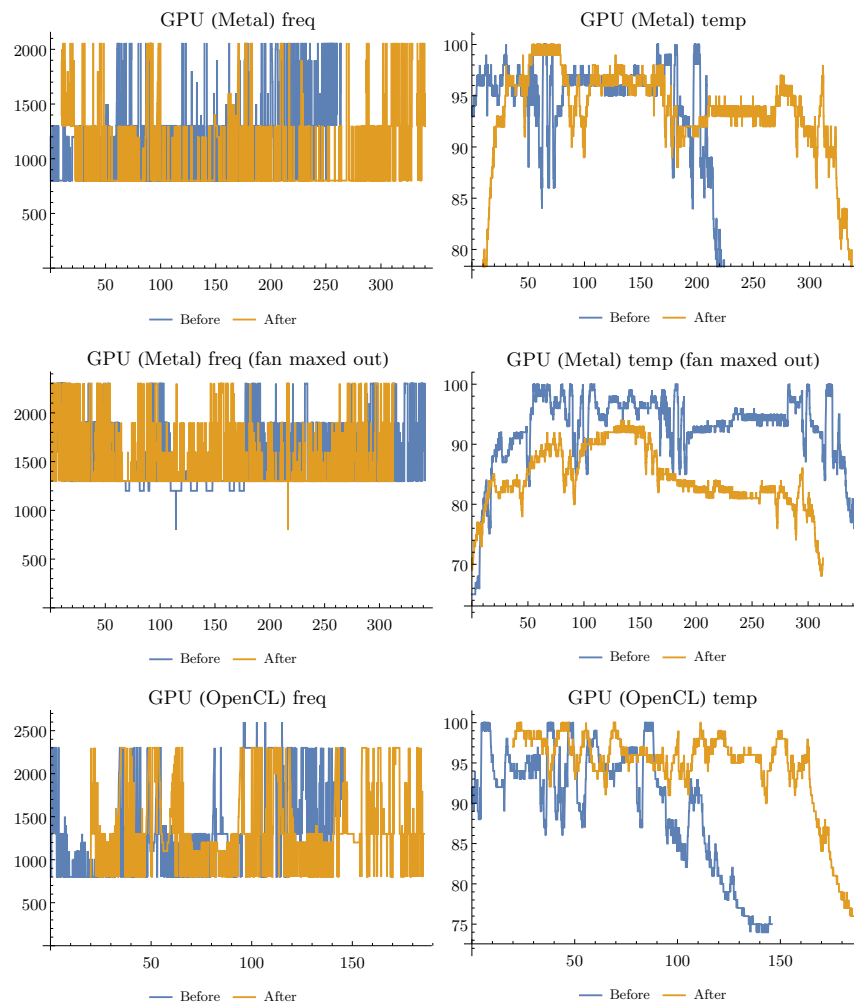 GPU (Metal) freq
2000
1500
1000
500
50 100 150 200 250 300
Before After
GPU (Metal) temp
100
95
90
85
80
50 100 150 200 250 300
Before After
GPU (Metal) freq (fan maxed out)
2000
1500
1000
500
50 100 150 200 250 300
Before After
GPU (Metal) temp (fan maxed out)
100
90
80
70
50 100 150 200 250 300
Before After
GPU (OpenCL) freq
2500
2000
1500
1000
500
50 100 150
Before After
GPU (OpenCL) temp
100
95
90
85
80
75
50 100 150
Before After